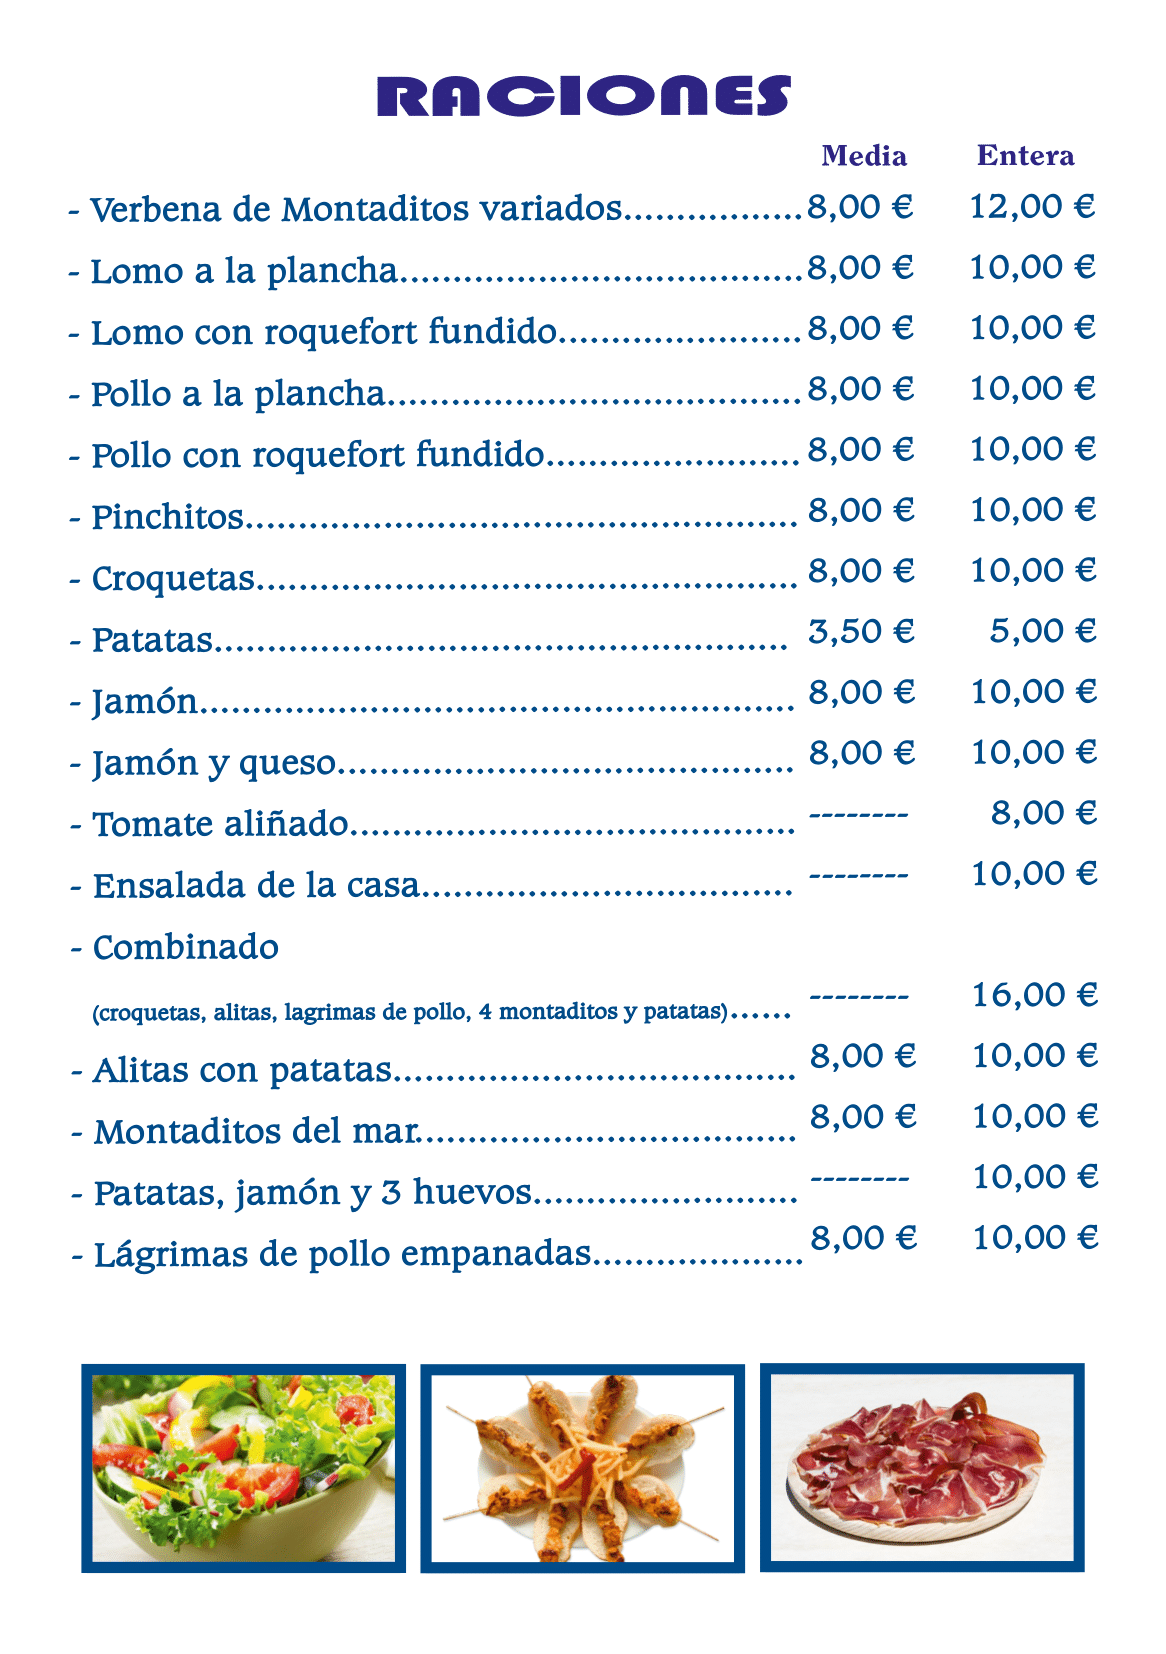 RACIONES
Media Entera
- Verbena de Montaditos variados................. 8,00 € 12,00 €
- Lomo a la plancha...................................... 8,00 € 10,00 €
- Lomo con roquefort fundido....................... 8,00 € 10,00 €
- Pollo a la plancha....................................... 8,00 € 10,00 €
- Pollo con roquefort fundido........................ 8,00 € 10,00 €
- Pinchitos.................................................... 8,00 € 10,00 €
- Croquetas................................................... 8,00 € 10,00 €
- Patatas...................................................... 3,50 € 5,00 €
- Jamón........................................................ 8,00 € 10,00 €
- Jamón y queso........................................... 8,00 € 10,00 €
- Tomate aliñado.......................................... -------- 8,00 €
- Ensalada de la casa................................... -------- 10,00 €
- Combinado
(croquetas, alitas, lagrimas de pollo, 4 montaditos y patatas)...... -------- 16,00 €
- Alitas con patatas...................................... 8,00 € 10,00 €
- Montaditos del mar.................................... 8,00 € 10,00 €
- Patatas, jamón y 3 huevos......................... -------- 10,00 €
- Lágrimas de pollo empanadas.................... 8,00 € 10,00 €